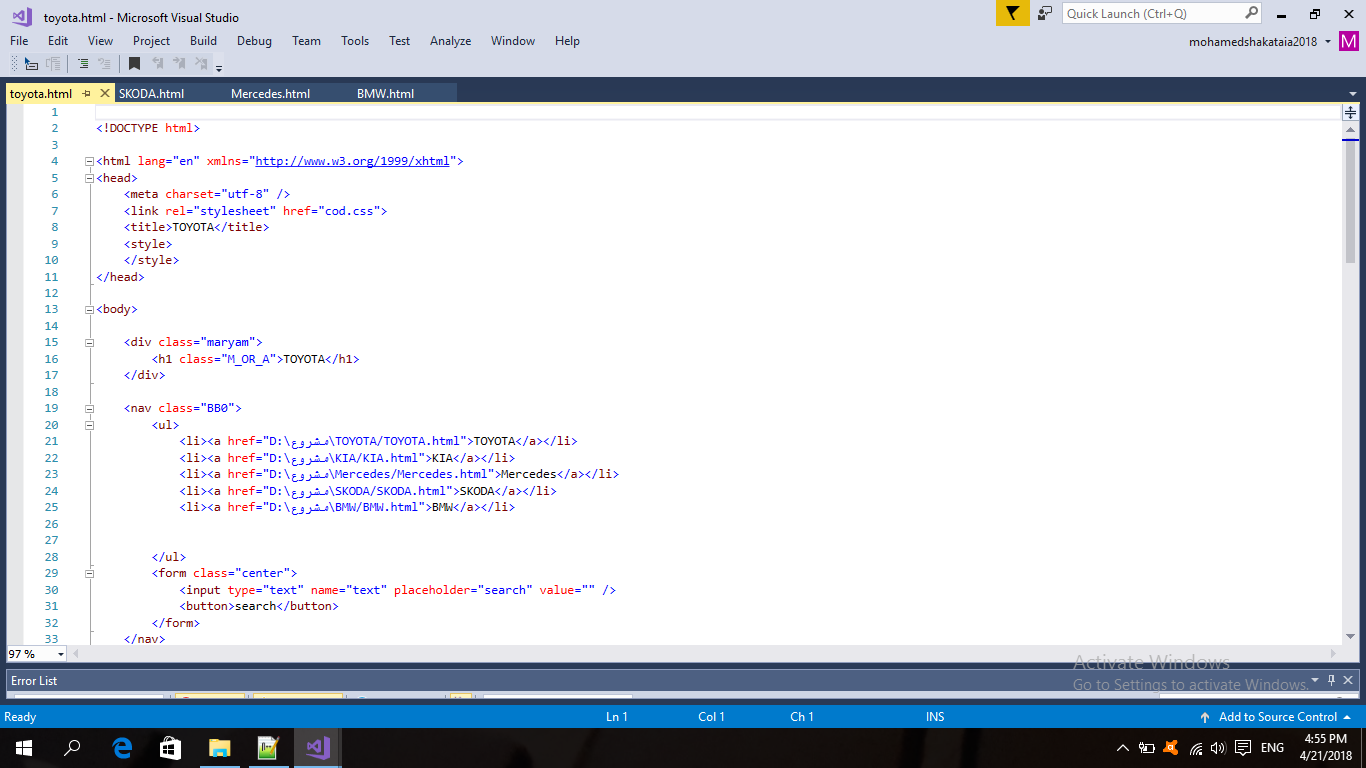 toyota.html - Microsoft Visual Studio
Quick Launch (Ctrl+Q)
File Edit View Project Build Debug Team Tools Test Analyze Window Help
mohamedshakataia2018 M
toyota.html SKODA.html Mercedes.html BMW.html
1
2 <!DOCTYPE html>
3
4 <html lang="en" xmlns="http://www.w3.org/1999/xhtml">
5 <head>
6 <meta charset="utf-8" />
7 <link rel="stylesheet" href="cod.css">
8 <title>TOYOTA</title>
9 <style>
10 </style>
11 </head>
12
13 <body>
14
15 <div class="maryam">
16 <h1 class="M_OR_A">TOYOTA</h1>
17 </div>
18
19 <nav class="BB0">
20 <ul>
21 <li><a href="D:\مشروع\TOYOTA/TOYOTA.html">TOYOTA</a></li>
22 <li><a href="D:\مشروع\KIA/KIA.html">KIA</a></li>
23 <li><a href="D:\مشروع\Mercedes/Mercedes.html">Mercedes</a></li>
24 <li><a href="D:\مشروع\SKODA/SKODA.html">SKODA</a></li>
25 <li><a href="D:\مشروع\BMW/BMW.html">BMW</a></li>
26
27
28 </ul>
29 <form class="center">
30 <input type="text" name="text" placeholder="search" value="" />
31 <button>search</button>
32 </form>
33 </nav>
97 %
Activate Windows
Go to Settings to activate Windows.
Error List
Ready Ln 1 Col 1 Ch 1 INS Add to Source Control
ENG 4:55 PM
4/21/2018